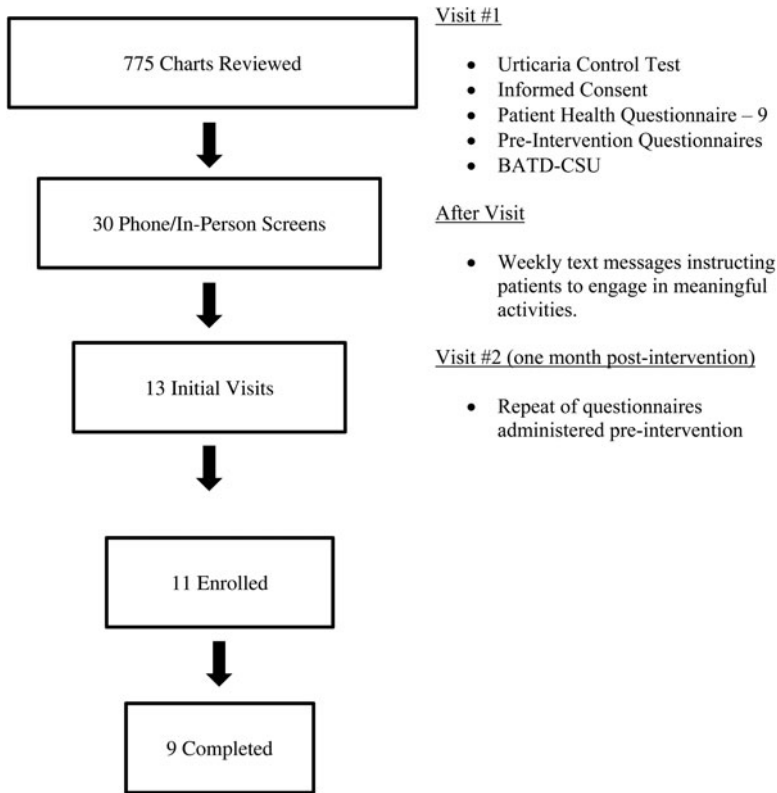 775 Charts Reviewed
30 Phone/In-Person Screens
13 Initial Visits
11 Enrolled
9 Completed
Visit #1
• Urticaria Control Test
• Informed Consent
• Patient Health Questionnaire – 9
• Pre-Intervention Questionnaires
• BATD-CSU
After Visit
• Weekly text messages instructing
patients to engage in meaningful
activities.
Visit #2 (one month post-intervention)
• Repeat of questionnaires
administered pre-intervention